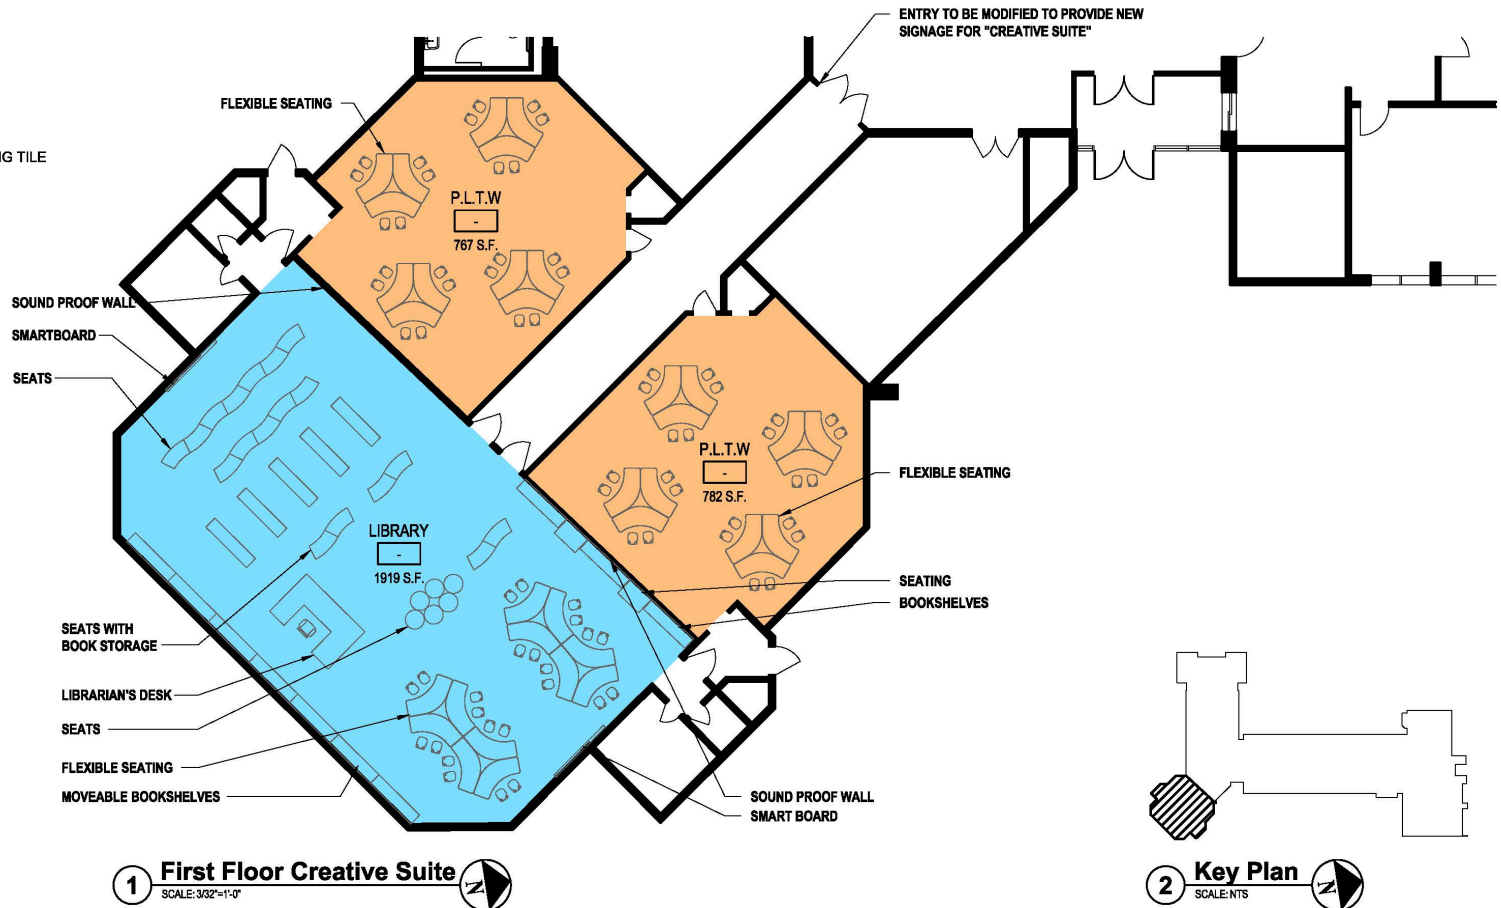 ENTRY TO BE MODIFIED TO PROVIDE NEW
SIGNAGE FOR "CREATIVE SUITE"
FLEXIBLE SEATING
NG TILE
P.L.T.W
-
767 S.F.
SOUND PROOF WALL
SMARTBOARD
SEATS
P.L.T.W
-
782 S.F.
FLEXIBLE SEATING
LIBRARY
-
1919 S.F.
SEATING
BOOKSHELVES
SEATS WITH
BOOK STORAGE
LIBRARIAN'S DESK
SEATS
FLEXIBLE SEATING
MOVEABLE BOOKSHELVES
SOUND PROOF WALL
SMART BOARD
1 First Floor Creative Suite N
SCALE: 3/32"=1'-0"
2 Key Plan N
SCALE: NTS